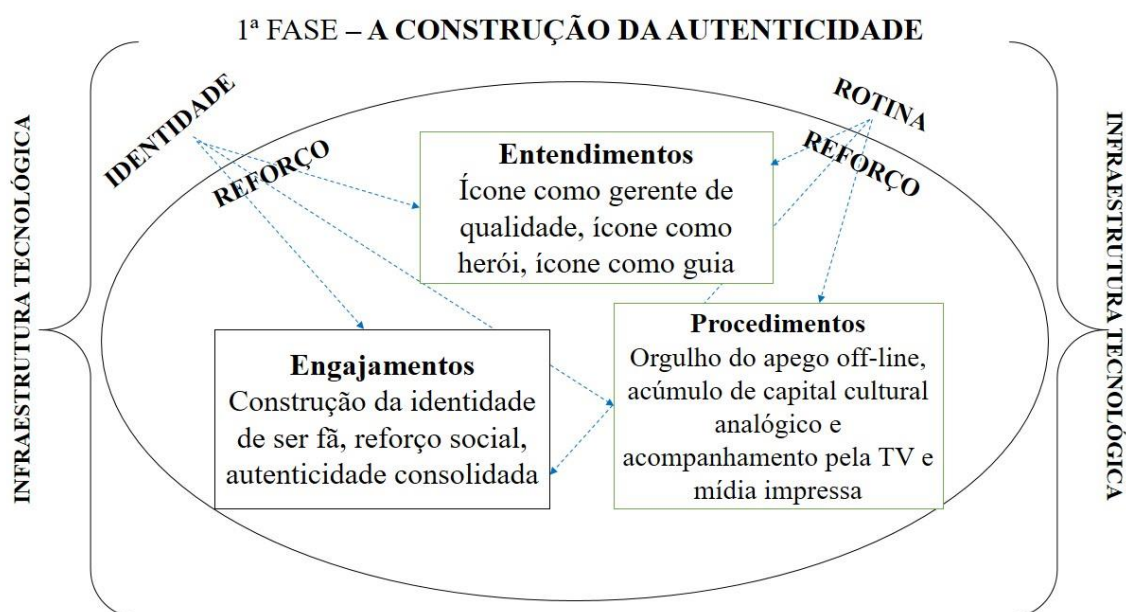 1ª FASE – A CONSTRUÇÃO DA AUTENTICIDADE
INFRAESTRUTURA TECNOLÓGICA
IDENTIDADE
REFORÇO
ROTINA
REFORÇO
INFRAESTRUTURA TECNOLÓGICA
Entendimentos
Ícone como gerente de
qualidade, ícone como
herói, ícone como guia
Engajamentos
Construção da identidade
de ser fã, reforço social,
autenticidade consolidada
Procedimentos
Orgulho do apego off-line,
acúmulo de capital cultural
analógico e
acompanhamento pela TV e
mídia impressa